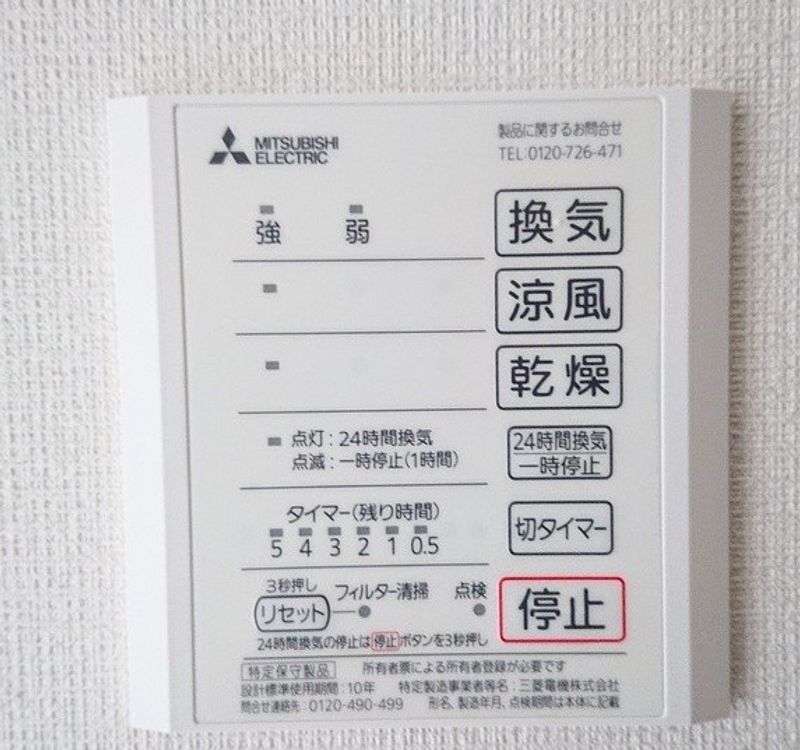 MITSUBISHI
ELECTRIC
製品に関するお問合せ
TEL:0120-726-471
強 弱
換気
涼風
乾燥
点灯:24時間換気
点滅:一時停止(1時間)
24時間換気
一時停止
タイマー(残り時間)
5 4 3 2 1 0.5
切タイマー
3秒押し
リセット
フィルター清掃
点検
停止
24時間換気の停止は停止ボタンを3秒押し
特定保守製品 所有者票による所有者登録が必要です
設計標準使用期間:10年 特定製造事業者等名:三菱電機株式会社
問合せ連絡先:0120-490-499 形名、製造年月、点検期間は本体に記載